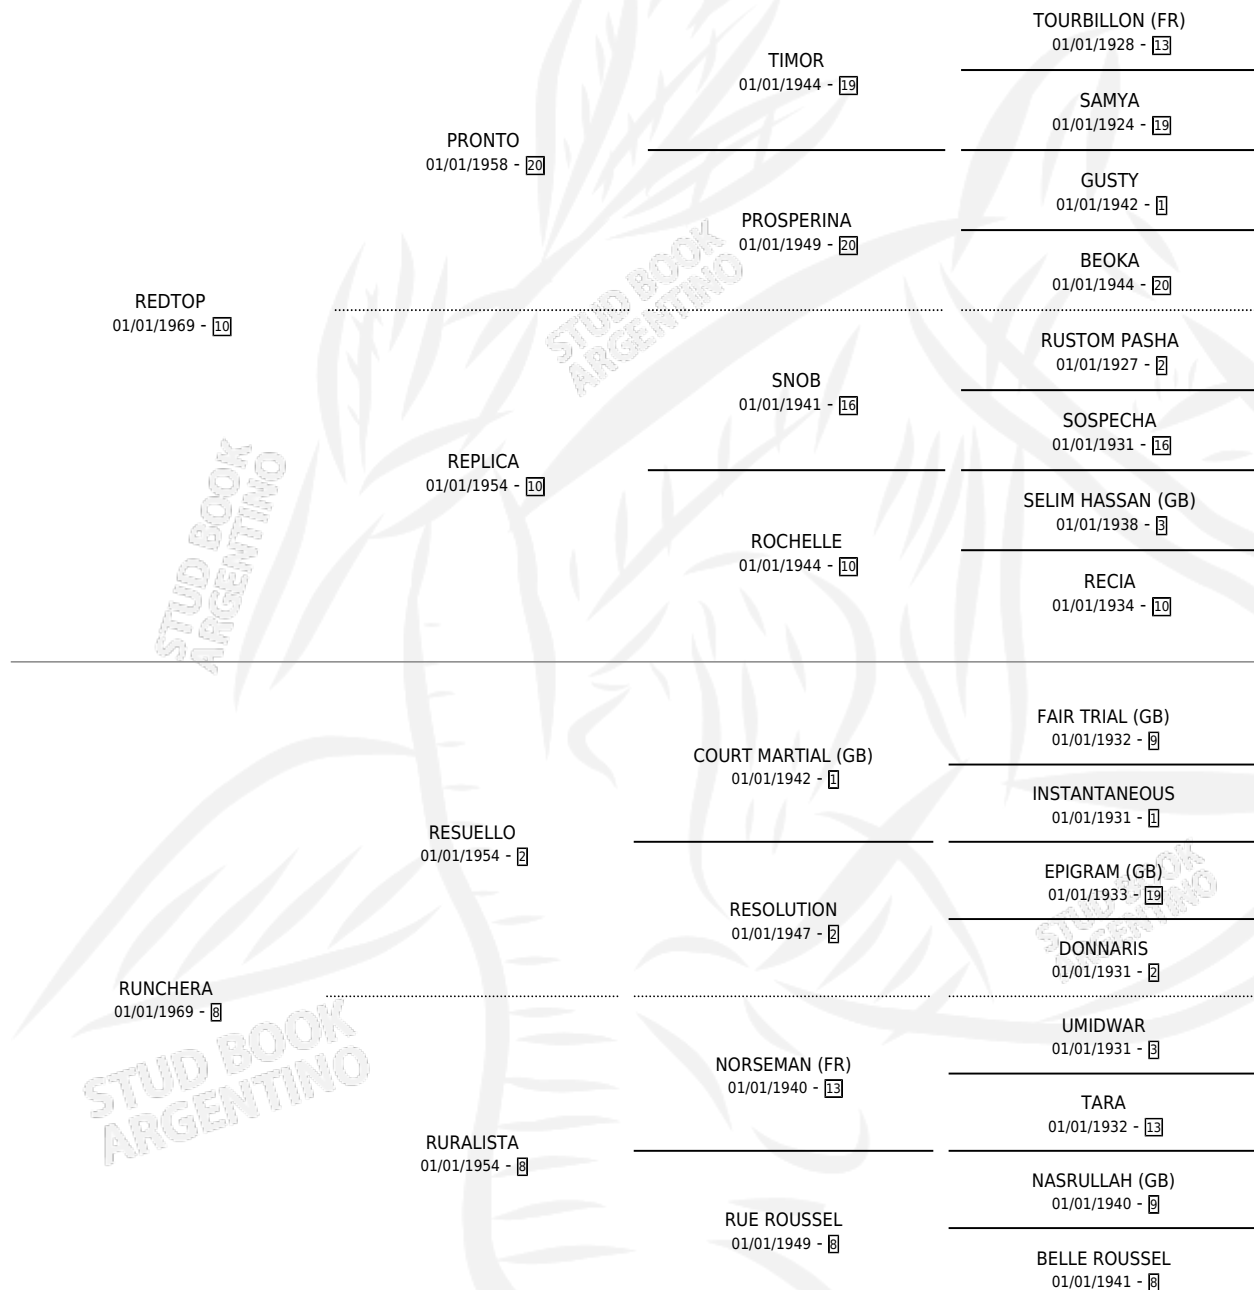 TOURBILLON (FR)
01/01/1928 - 13
TIMOR
01/01/1944 - 19
SAMYA
01/01/1924 - 19
PRONTO
01/01/1958 - 20
GUSTY
01/01/1942 - 1
PROSPERINA
01/01/1949 - 20
BEOKA
01/01/1944 - 20
REDTOP
01/01/1969 - 10
RUSTOM PASHA
01/01/1927 - 2
SNOB
01/01/1941 - 16
SOSPECHA
01/01/1931 - 16
REPLICA
01/01/1954 - 10
SELIM HASSAN (GB)
01/01/1938 - 3
ROCHELLE
01/01/1944 - 10
RECIA
01/01/1934 - 10
FAIR TRIAL (GB)
01/01/1932 - 9
COURT MARTIAL (GB)
01/01/1942 - 1
INSTANTANEOUS
01/01/1931 - 1
RESUELLO
01/01/1954 - 2
EPIGRAM (GB)
01/01/1933 - 19
RESOLUTION
01/01/1947 - 2
DONNARIS
01/01/1931 - 2
RUNCHERA
01/01/1969 - 8
UMIDWAR
01/01/1931 - 3
NORSEMAN (FR)
01/01/1940 - 13
TARA
01/01/1932 - 13
RURALISTA
01/01/1954 - 8
NASRULLAH (GB)
01/01/1940 - 9
RUE ROUSSEL
01/01/1949 - 8
BELLE ROUSSEL
01/01/1941 - 8
STUD BOOK
ARGENTINO
STUD BOOK
ARGENTINO
STUD BOOK
ARGENTINO
STUD BOOK
ARGENTINO